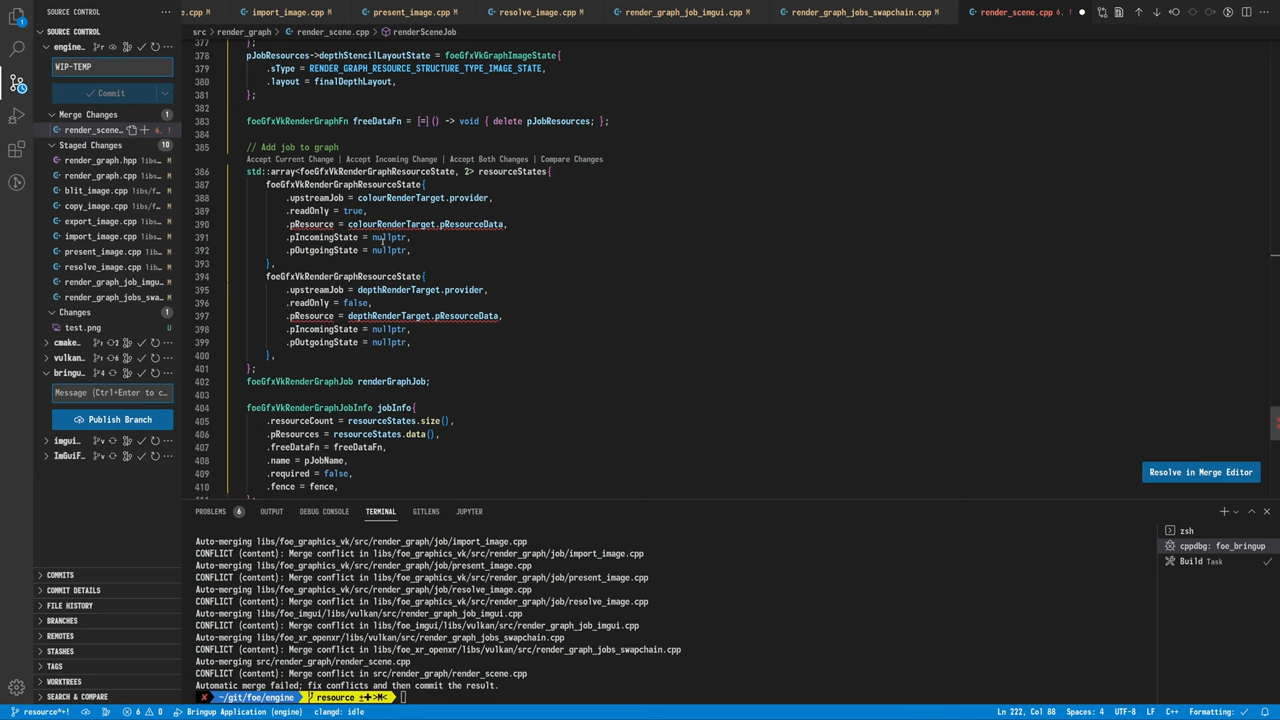 SOURCE CONTROL
e.cpp M
import_image.cpp M
present_image.cpp M
resolve_image.cpp M
render_graph_job_imgui.cpp M
render_graph_jobs_swapchain.cpp M
render_scene.cpp 6, !
SOURCE CONTROL
src > render_graph > render_scene.cpp > renderSceneJob
engine...
WIP-TEMP
Commit
Merge Changes 1
render_scene... 6, !
Staged Changes 10
render_graph.hpp libs/f... M
render_graph.cpp libs/f... M
blit_image.cpp libs/f... M
copy_image.cpp libs/f... M
export_image.cpp libs/f... M
import_image.cpp libs/f... M
present_image.cpp libs/f... M
resolve_image.cpp libs/f... M
render_graph_job_imgu... M
render_graph_jobs_swa... M
Changes 1
test.png U
cmake...
vulkan...
bringu...
Message (Ctrl+Enter to c...
Publish Branch
imgui...
ImGuiF...
COMMITS
COMMIT DETAILS
FILE HISTORY
BRANCHES
REMOTES
STASHES
TAGS
WORKTREES
SEARCH & COMPARE
377 };
378 pJobResources->depthStencilLayoutState = foeGfxVkGraphImageState{
379 .sType = RENDER_GRAPH_RESOURCE_STRUCTURE_TYPE_IMAGE_STATE,
380 .layout = finalDepthLayout,
381 };
382
383 foeGfxVkRenderGraphFn freeDataFn = [=]() -> void { delete pJobResources; };
384
385 // Add job to graph
Accept Current Change | Accept Incoming Change | Accept Both Changes | Compare Changes
386 std::array<foeGfxVkRenderGraphResourceState, 2> resourceStates{
387 foeGfxVkRenderGraphResourceState{
388 .upstreamJob = colourRenderTarget.provider,
389 .readOnly = true,
390 .pResource = colourRenderTarget.pResourceData,
391 .pIncomingState = nullptr,
392 .pOutgoingState = nullptr,
393 },
394 foeGfxVkRenderGraphResourceState{
395 .upstreamJob = depthRenderTarget.provider,
396 .readOnly = false,
397 .pResource = depthRenderTarget.pResourceData,
398 .pIncomingState = nullptr,
399 .pOutgoingState = nullptr,
400 },
401 };
402 foeGfxVkRenderGraphJob renderGraphJob;
403
404 foeGfxVkRenderGraphJobInfo jobInfo{
405 .resourceCount = resourceStates.size(),
406 .pResources = resourceStates.data(),
407 .freeDataFn = freeDataFn,
408 .name = pJobName,
409 .required = false,
410 .fence = fence,
Resolve in Merge Editor
PROBLEMS 6 OUTPUT DEBUG CONSOLE TERMINAL GITLENS JUPYTER
Auto-merging libs/foe_graphics_vk/src/render_graph/job/import_image.cpp
CONFLICT (content): Merge conflict in libs/foe_graphics_vk/src/render_graph/job/import_image.cpp
Auto-merging libs/foe_graphics_vk/src/render_graph/job/present_image.cpp
CONFLICT (content): Merge conflict in libs/foe_graphics_vk/src/render_graph/job/present_image.cpp
Auto-merging libs/foe_graphics_vk/src/render_graph/job/resolve_image.cpp
CONFLICT (content): Merge conflict in libs/foe_graphics_vk/src/render_graph/job/resolve_image.cpp
Auto-merging libs/foe_imgui/libs/vulkan/src/render_graph_job_imgui.cpp
CONFLICT (content): Merge conflict in libs/foe_imgui/libs/vulkan/src/render_graph_job_imgui.cpp
Auto-merging libs/foe_xr_openxr/libs/vulkan/src/render_graph_jobs_swapchain.cpp
CONFLICT (content): Merge conflict in libs/foe_xr_openxr/libs/vulkan/src/render_graph_jobs_swapchain.cpp
Auto-merging src/render_graph/render_scene.cpp
CONFLICT (content): Merge conflict in src/render_graph/render_scene.cpp
Automatic merge failed; fix conflicts and then commit the result.
~/git/foe/engine resource
zsh
cppdbg: foe_bringup
Build Task
resource*+! 6 0 Bringup Application (engine) clangd: idle
Ln 222, Col 88 Spaces: 4 UTF-8 LF C++ Formatting: